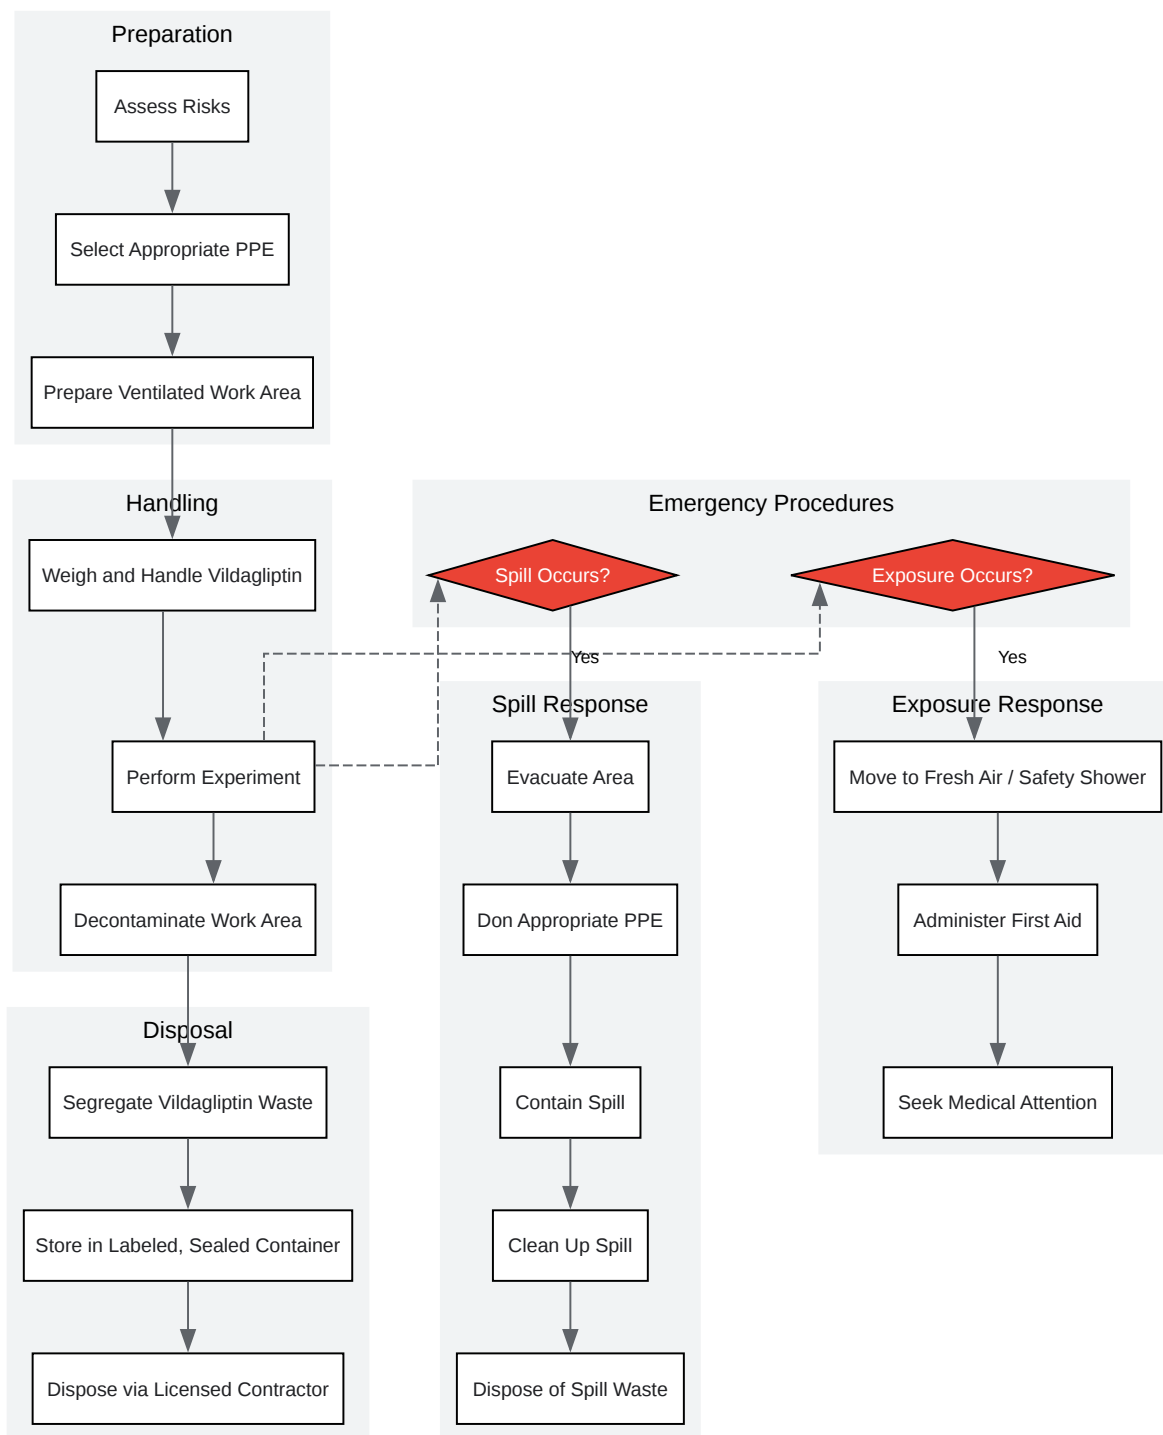 Preparation
Assess Risks
Select Appropriate PPE
Prepare Ventilated Work Area
Handling
Weigh and Handle Vildagliptin
Perform Experiment
Decontaminate Work Area
Disposal
Segregate Vildagliptin Waste
Store in Labeled, Sealed Container
Dispose via Licensed Contractor
Emergency Procedures
Spill Occurs?
Exposure Occurs?
Yes
Yes
Spill Response
Evacuate Area
Don Appropriate PPE
Contain Spill
Clean Up Spill
Dispose of Spill Waste
Exposure Response
Move to Fresh Air / Safety Shower
Administer First Aid
Seek Medical Attention